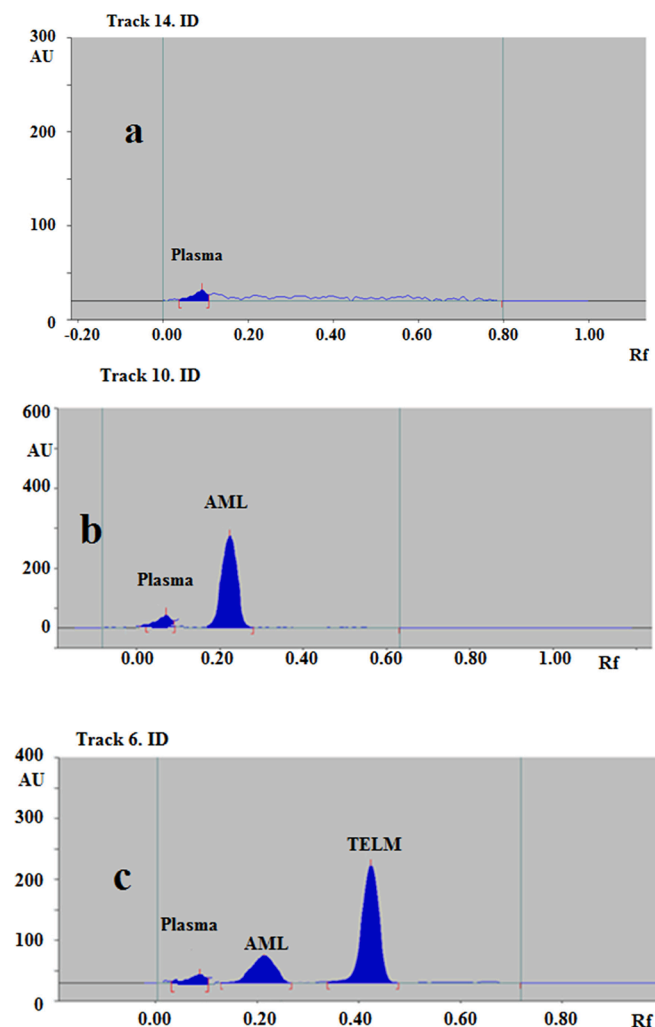 Track 14. ID
300
AU
a
200
100
Plasma
0
-0.20 0.00 0.20 0.40 0.60 0.80 1.00
Rf
Track 10. ID
600
AU
400
AML
b
200
Plasma
0
0.00 0.20 0.40 0.60 0.80 1.00 Rf
Track 6. ID
400
AU
300
TELM
200
c
Plasma
AML
100
0
0.00 0.20 0.40 0.60 0.80 Rf